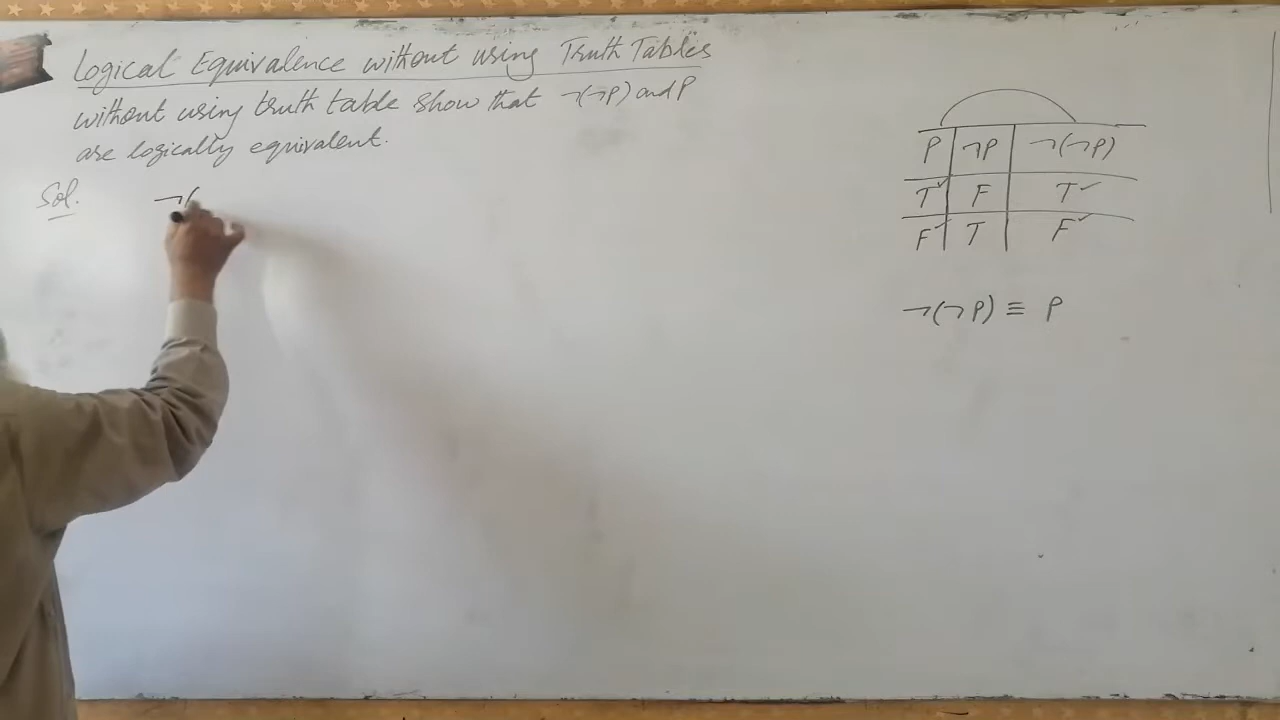 Logical Equivalence without using Truth Tables
without using truth table show that ¬(¬P) and P
are logically equivalent.
Sol. ¬(
P ¬P ¬(¬P)
T✓ F T✓
F✓ T F✓
¬(¬P) ≡ P